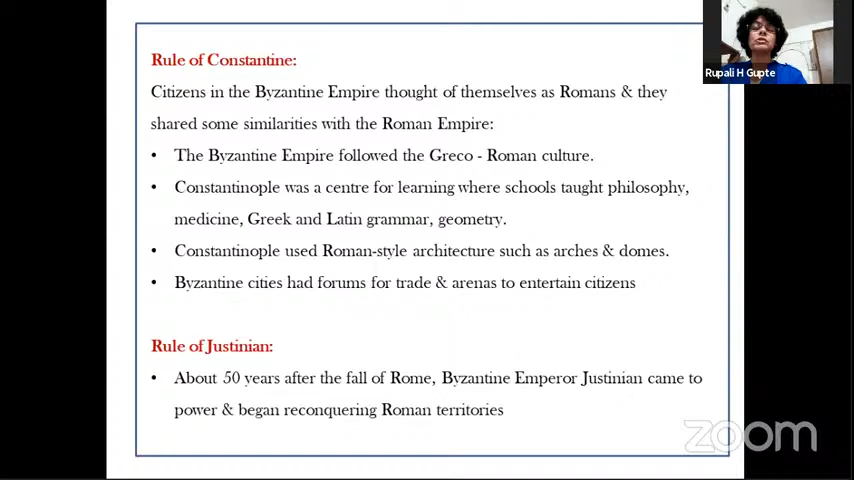 Rule of Constantine:
Citizens in the Byzantine Empire thought of themselves as Romans & they
shared some similarities with the Roman Empire:
• The Byzantine Empire followed the Greco - Roman culture.
• Constantinople was a centre for learning where schools taught philosophy,
medicine, Greek and Latin grammar, geometry.
• Constantinople used Roman-style architecture such as arches & domes.
• Byzantine cities had forums for trade & arenas to entertain citizens
Rule of Justinian:
• About 50 years after the fall of Rome, Byzantine Emperor Justinian came to
power & began reconquering Roman territories
Rupali H Gupte
zoom